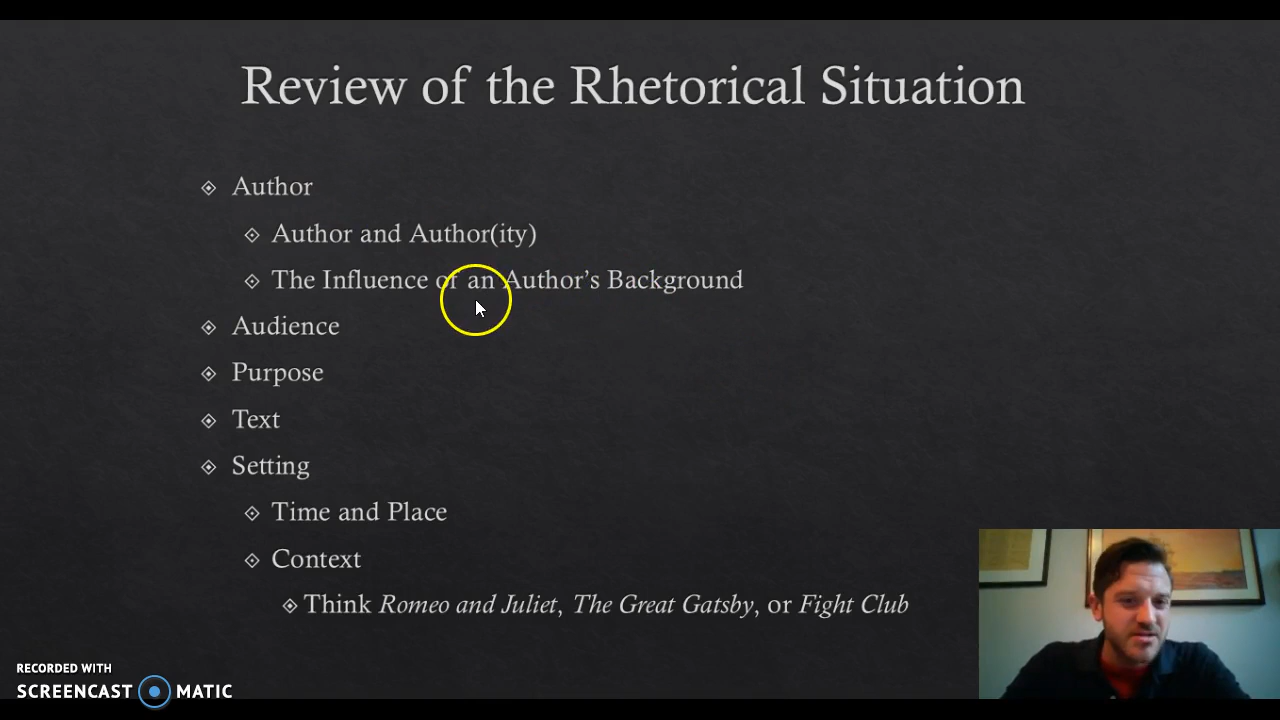 Review of the Rhetorical Situation
Author
Author and Author(ity)
The Influence of an Author’s Background
Audience
Purpose
Text
Setting
Time and Place
Context
Think Romeo and Juliet, The Great Gatsby, or Fight Club
RECORDED WITH
SCREENCAST MATIC